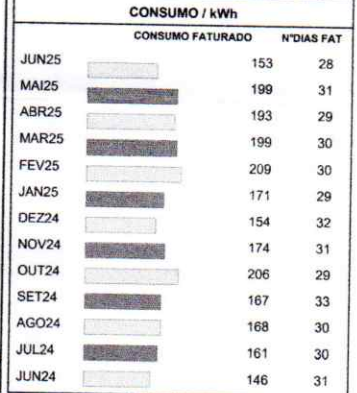 CONSUMO / kWh
CONSUMO FATURADO N°DIAS FAT
JUN25 153 28
MAI25 199 31
ABR25 193 29
MAR25 199 30
FEV25 209 30
JAN25 171 29
DEZ24 154 32
NOV24 174 31
OUT24 206 29
SET24 167 33
AGO24 168 30
JUL24 161 30
JUN24 146 31